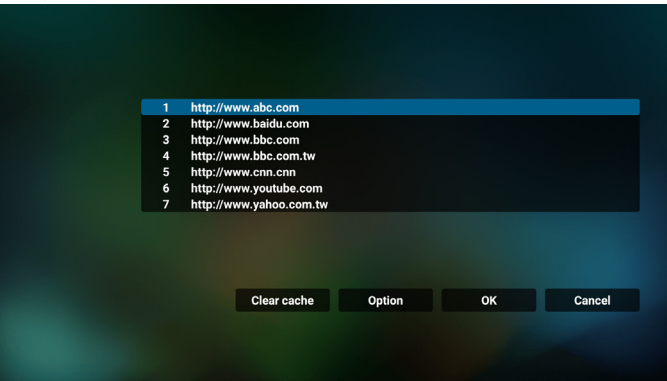 1 http://www.abc.com
2 http://www.baidu.com
3 http://www.bbc.com
4 http://www.bbc.com.tw
5 http://www.cnn.cnn
6 http://www.youtube.com
7 http://www.yahoo.com.tw
Clear cache Option OK Cancel